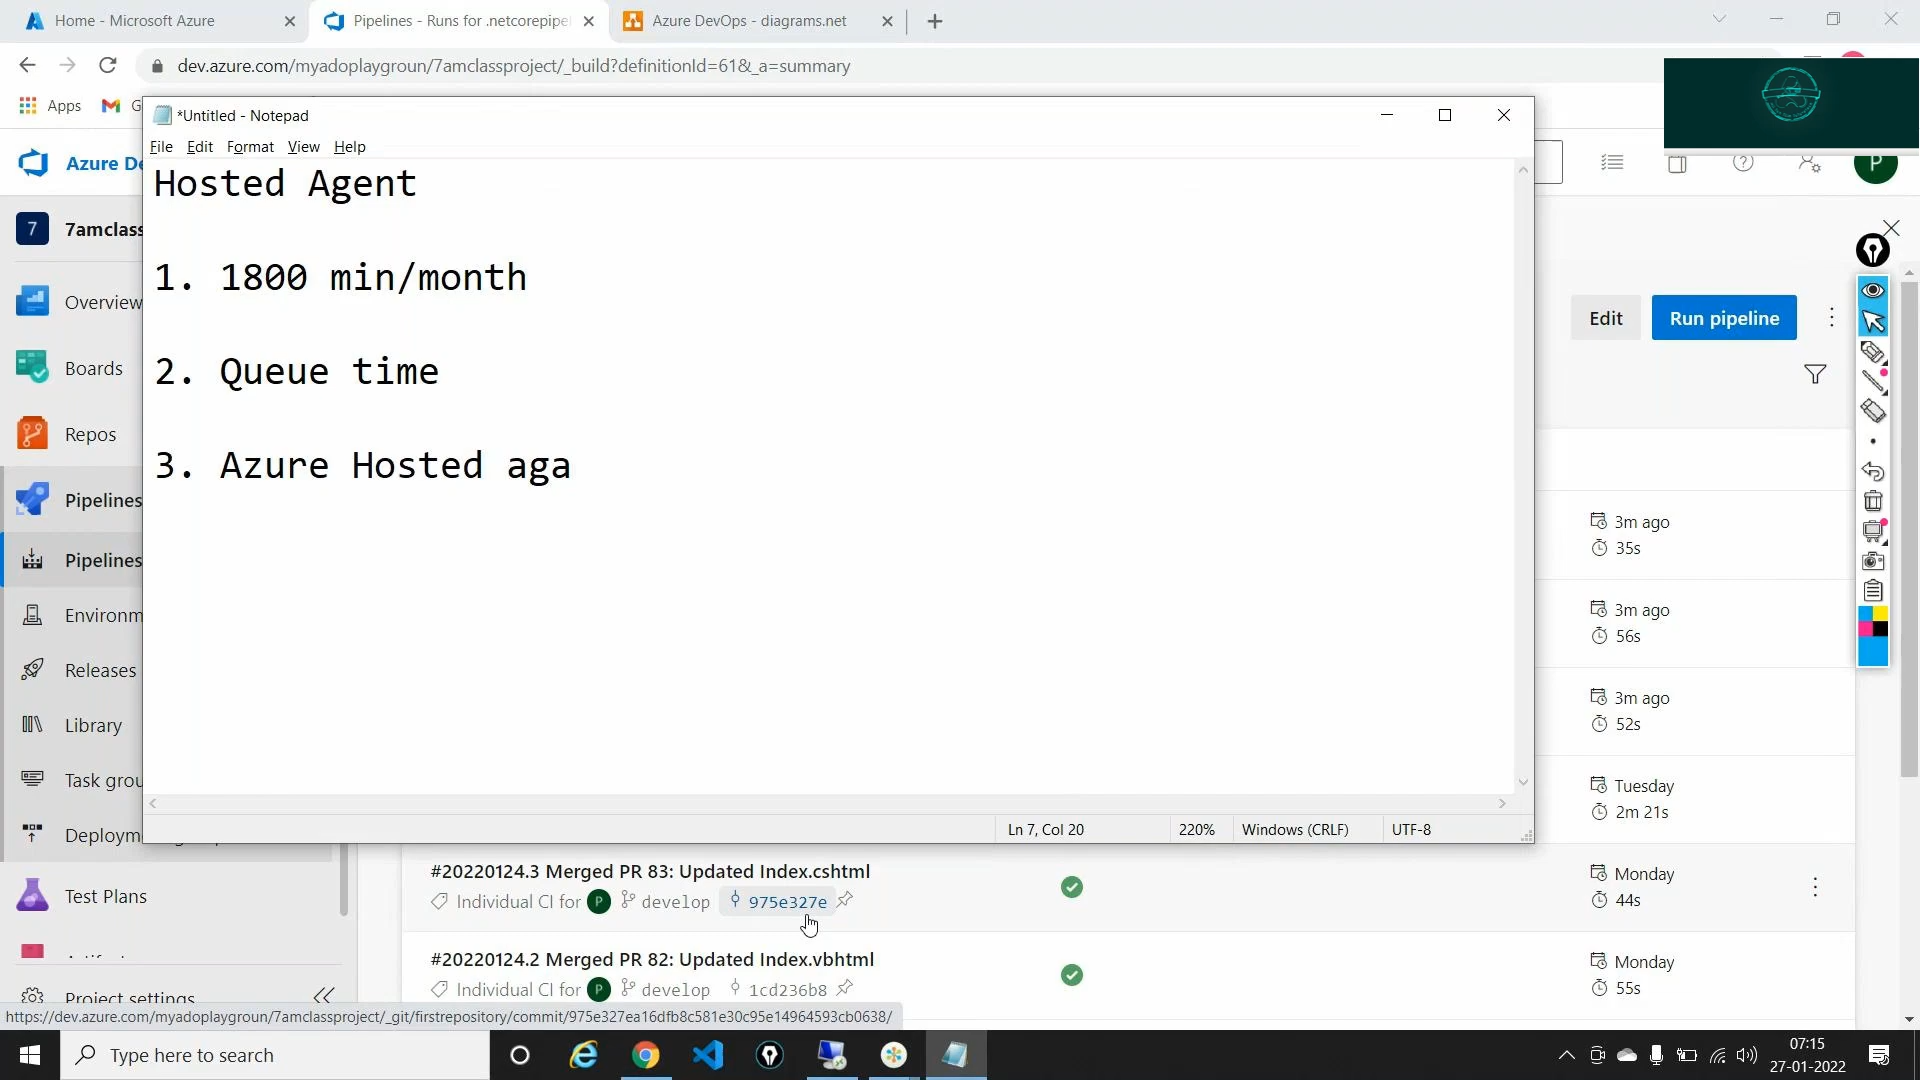 Home - Microsoft Azure
Pipelines - Runs for .netcorepipel
Azure DevOps - diagrams.net
dev.azure.com/myadoplaygroun/7amclassproject/_build?definitionId=61&_a=summary
Apps
G
*Untitled - Notepad
File Edit Format View Help
Hosted Agent
1. 1800 min/month
2. Queue time
3. Azure Hosted aga
Ln 7, Col 20
220%
Windows (CRLF)
UTF-8
Azure De
P
7 7amclass
Overview
Boards
Repos
Pipelines
Pipelines
Environm
Releases
Library
Task grou
Deploym
Test Plans
Project settings
Edit
Run pipeline
3m ago
35s
3m ago
56s
3m ago
52s
Tuesday
2m 21s
#20220124.3 Merged PR 83: Updated Index.cshtml
Individual CI for P develop 975e327e
Monday
44s
#20220124.2 Merged PR 82: Updated Index.vbhtml
Individual CI for P develop 1cd236b8
Monday
55s
https://dev.azure.com/myadoplaygroun/7amclassproject/_git/firstrepository/commit/975e327ea16dfb8c581e30c95e14964593cb0638/
Type here to search
07:15
27-01-2022